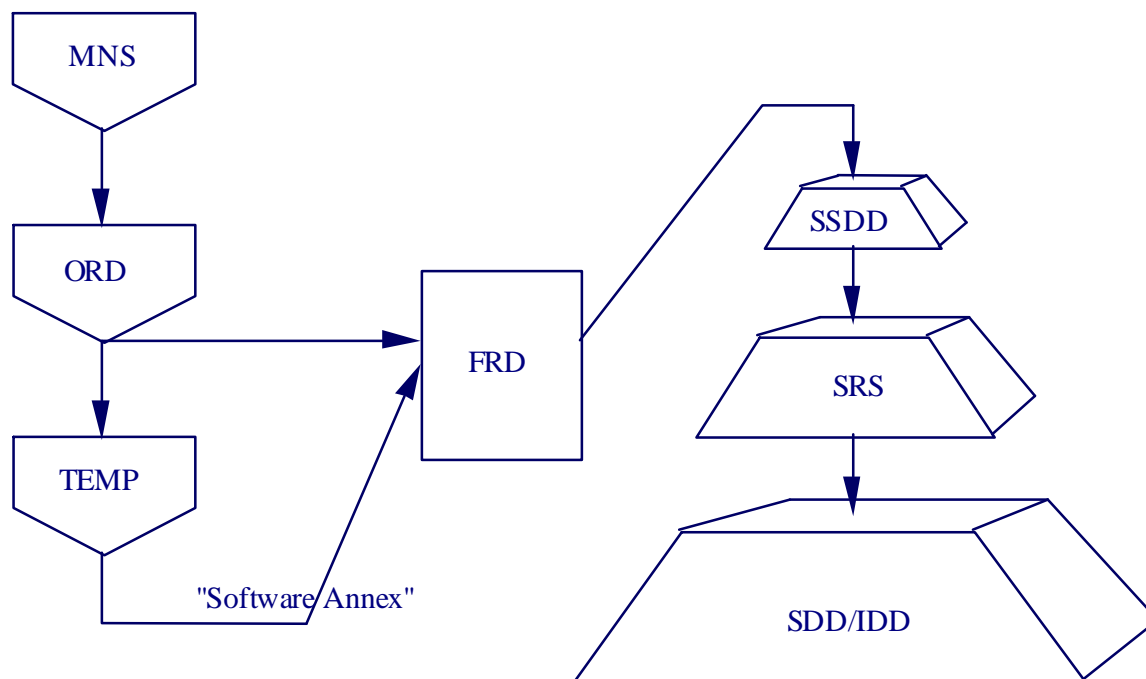 MNS
ORD
TEMP
"Software Annex"
FRD
SSDD
SRS
SDD/IDD